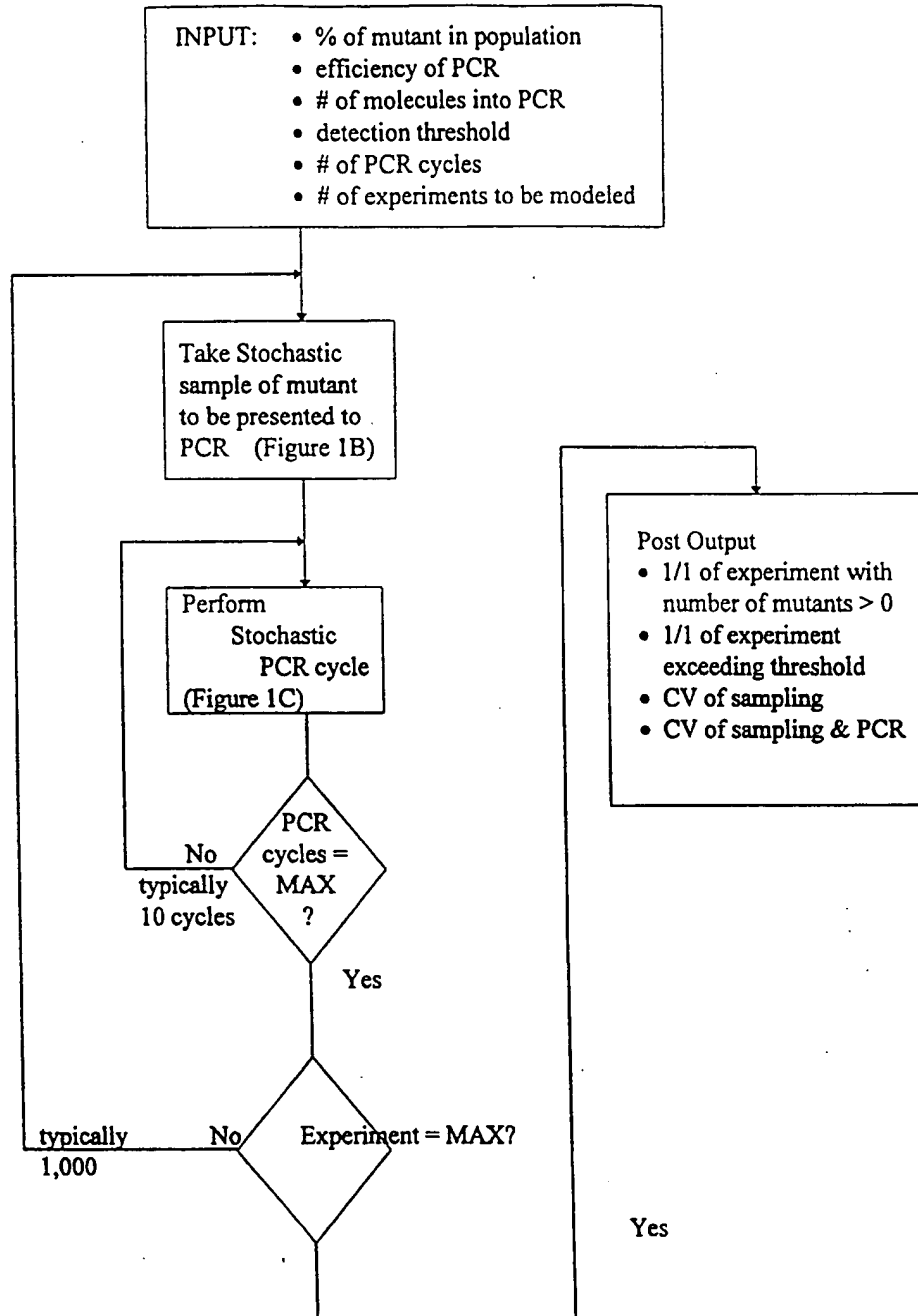 INPUT: • % of mutant in population
• efficiency of PCR
• # of molecules into PCR
• detection threshold
• # of PCR cycles
• # of experiments to be modeled
Take Stochastic
sample of mutant
to be presented to
PCR (Figure 1B)
Perform
Stochastic
PCR cycle
(Figure 1C)
PCR
cycles =
MAX
?
No
typically
10 cycles
Yes
Experiment = MAX?
No
typically
1,000
Yes
Post Output
• 1/1 of experiment with
number of mutants > 0
• 1/1 of experiment
exceeding threshold
• CV of sampling
• CV of sampling & PCR